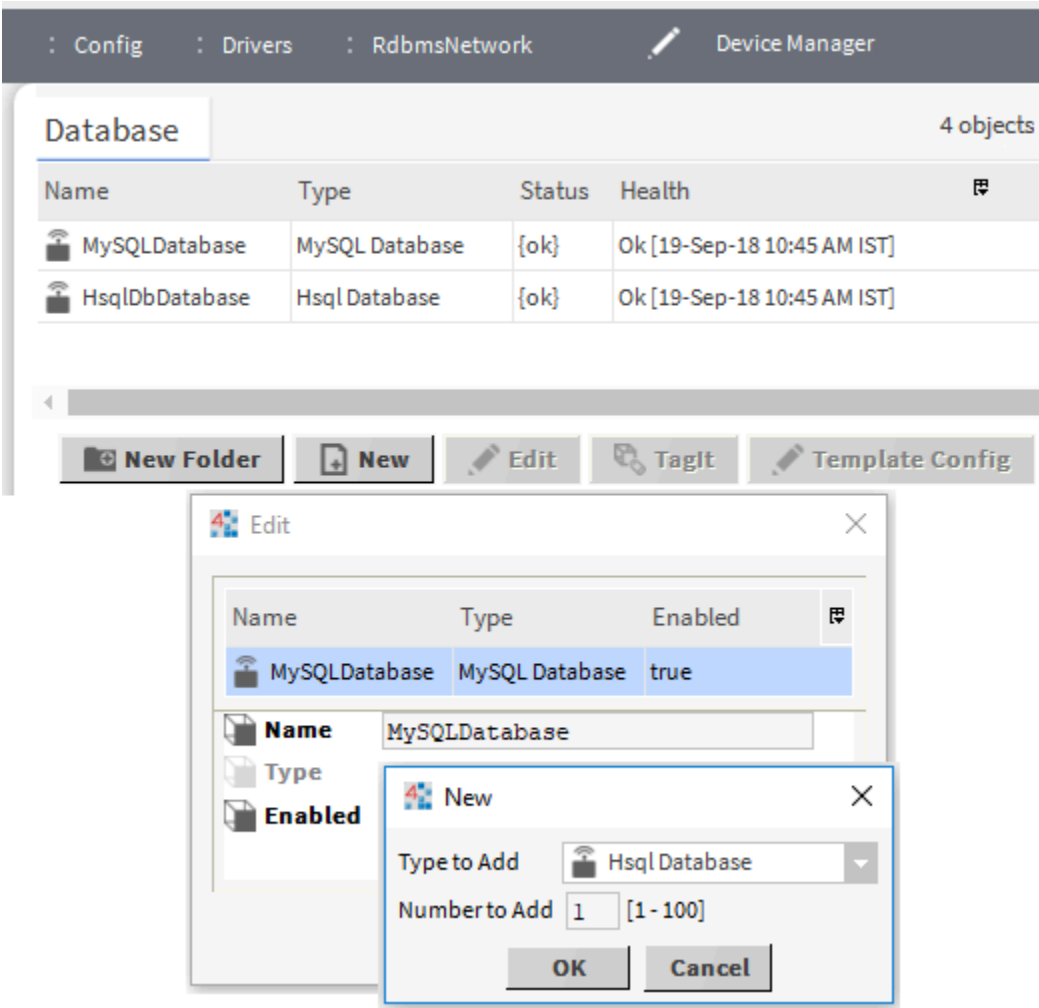 : Config : Drivers : RdbmsNetwork Device Manager
Database 4 objects
Name Type Status Health
MySQLDatabase MySQL Database {ok} Ok [19-Sep-18 10:45 AM IST]
HsqlDbDatabase Hsql Database {ok} Ok [19-Sep-18 10:45 AM IST]
New Folder New Edit TagIt Template Config
4 Edit
Name Type Enabled
MySQLDatabase MySQL Database true
Name MySQLDatabase
Type
Enabled
4 New
Type to Add Hsql Database
Number to Add 1 [1 - 100]
OK Cancel